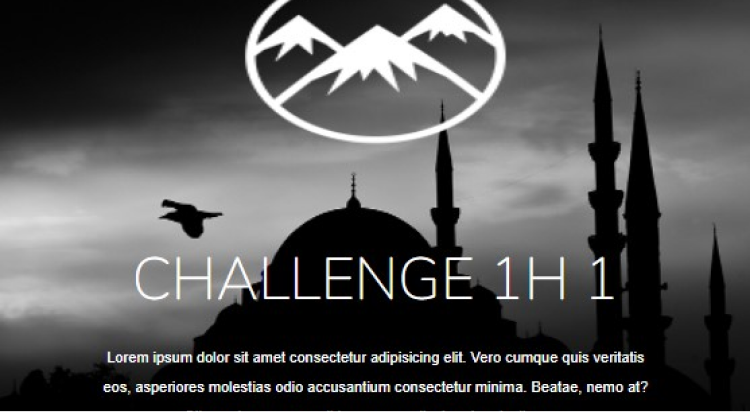 CHALLENGE 1H 1
Lorem ipsum dolor sit amet consectetur adipisicing elit. Vero cumque quis veritatis
eos, asperiores molestias odio accusantium consectetur minima. Beatae, nemo at?